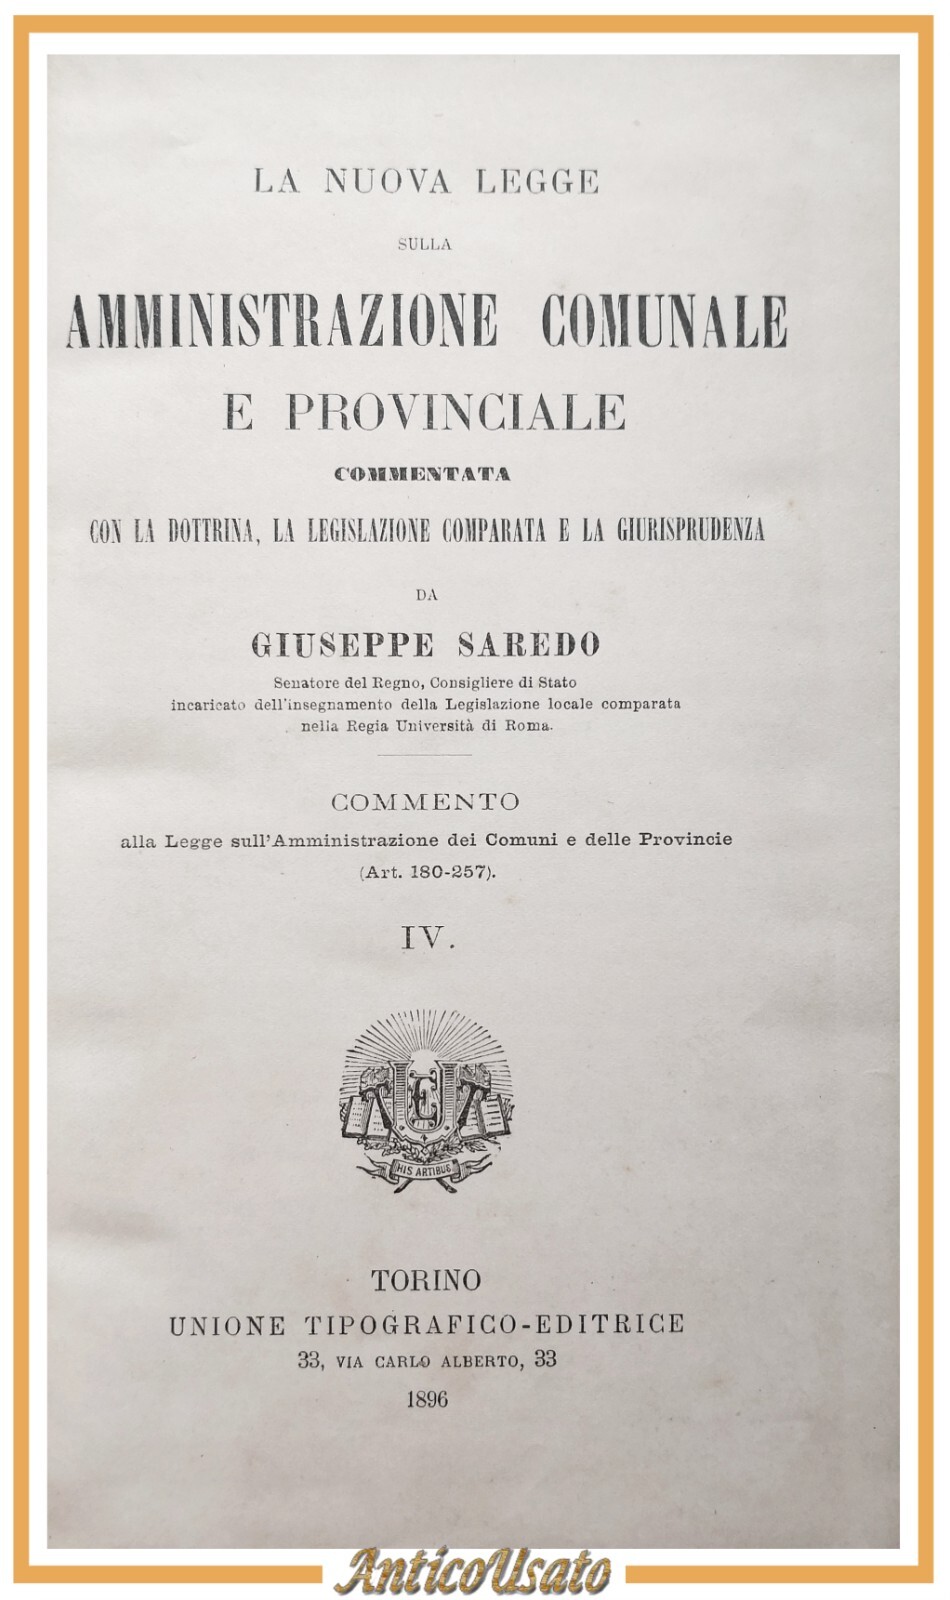 LA NUOVA LEGGE
SULLA
AMMINISTRAZIONE COMUNALE
E PROVINCIALE
COMMENTATA
CON LA DOTTRINA, LA LEGISLAZIONE COMPARATA E LA GIURISPRUDENZA
DA
GIUSEPPE SAREDO
Senatore del Regno, Consigliere di Stato
incaricato dell'insegnamento della Legislazione locale comparata
nella Regia Università di Roma.
COMMENTO
alla Legge sull'Amministrazione dei Comuni e delle Provincie
(Art. 180-257).
IV.
UTE
HIS ARTIBUS
TORINO
UNIONE TIPOGRAFICO-EDITRICE
33, VIA CARLO ALBERTO, 33
1896
AnticoUsato